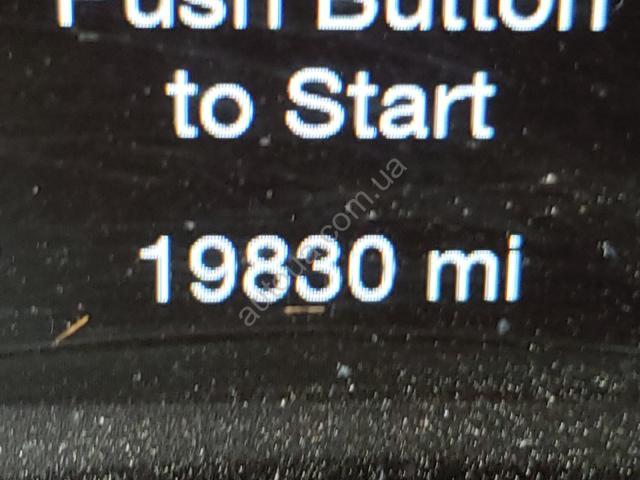 Push Button
to Start
19830 mi